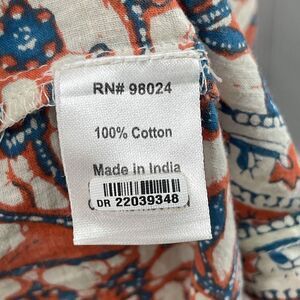 RN# 98024
100% Cotton
Made in India
DR 22039348